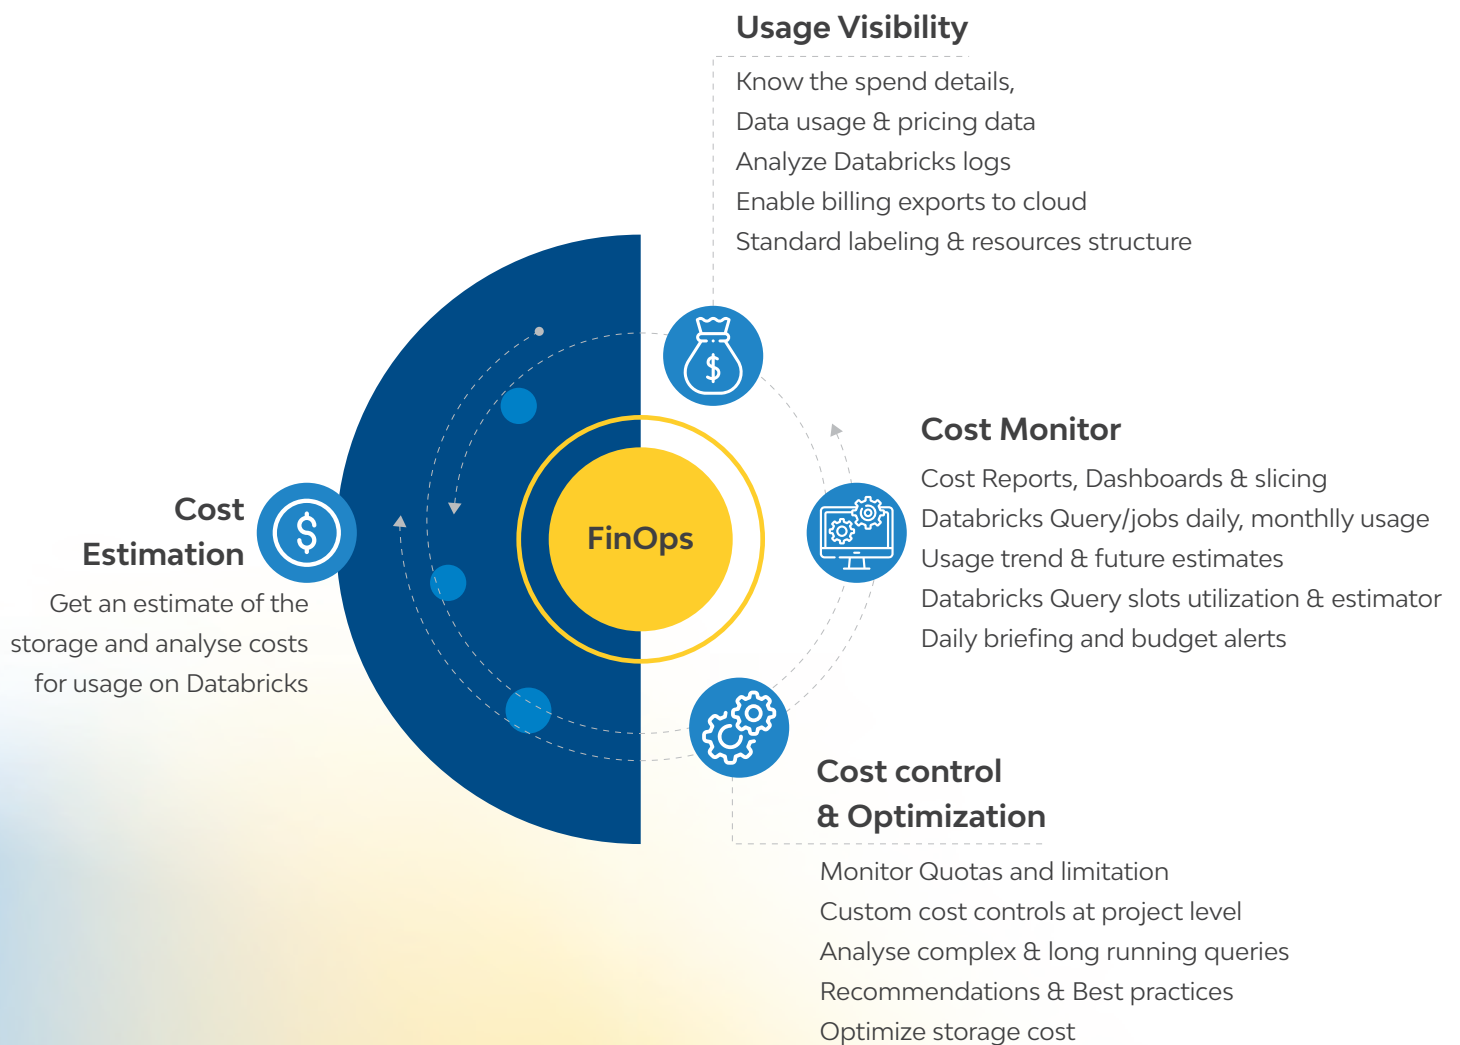 Usage Visibility
Know the spend details,
Data usage & pricing data
Analyze Databricks logs
Enable billing exports to cloud
Standard labeling & resources structure
Cost
Estimation
Get an estimate of the
storage and analyse costs
for usage on Databricks
$
$
FinOps
Cost Monitor
Cost Reports, Dashboards & slicing
Databricks Query/jobs daily, monthlly usage
Usage trend & future estimates
Databricks Query slots utilization & estimator
Daily briefing and budget alerts
Cost control
& Optimization
Monitor Quotas and limitation
Custom cost controls at project level
Analyse complex & long running queries
Recommendations & Best practices
Optimize storage cost